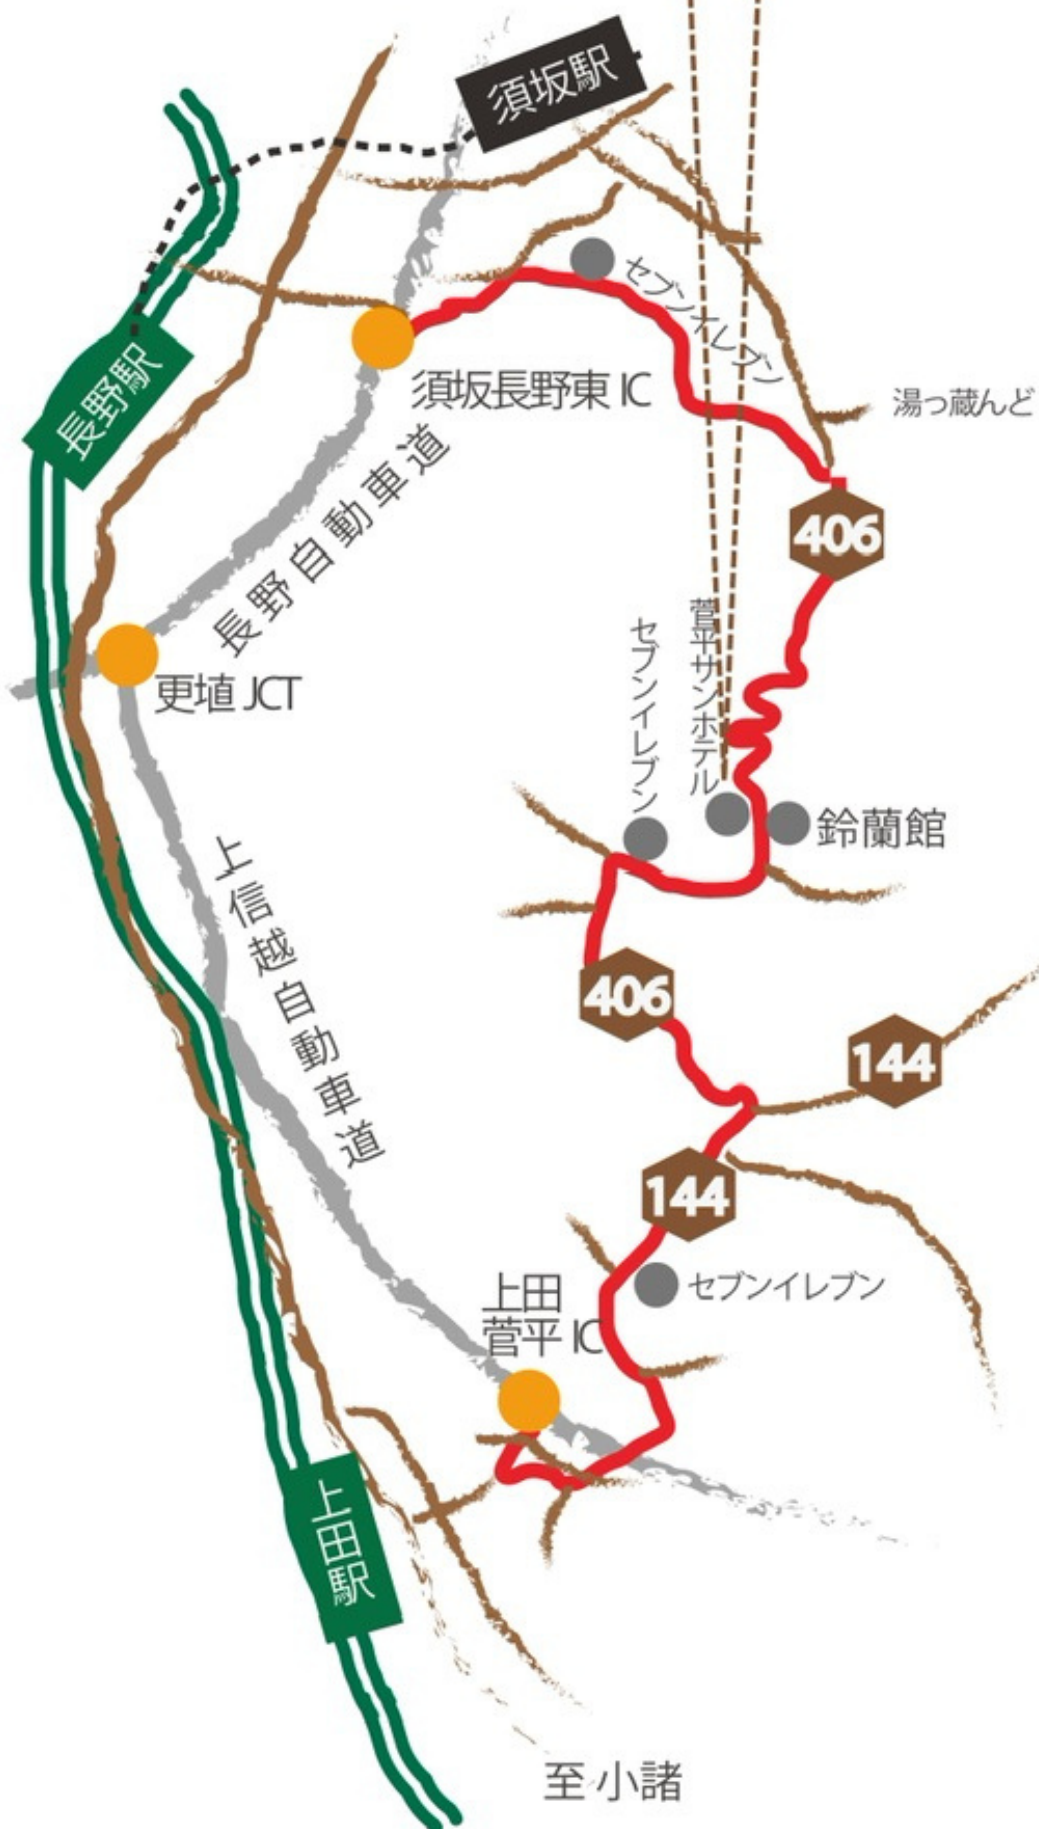 須坂駅
セブンイレブン
長野駅
須坂長野東 IC
湯っ蔵んど
長野自動車道
406
菅平サンホテル
セブンイレブン
更埴 JCT
鈴蘭館
上信越自動車道
406
144
144
上田
菅平 IC
セブンイレブン
上田駅
至 小諸